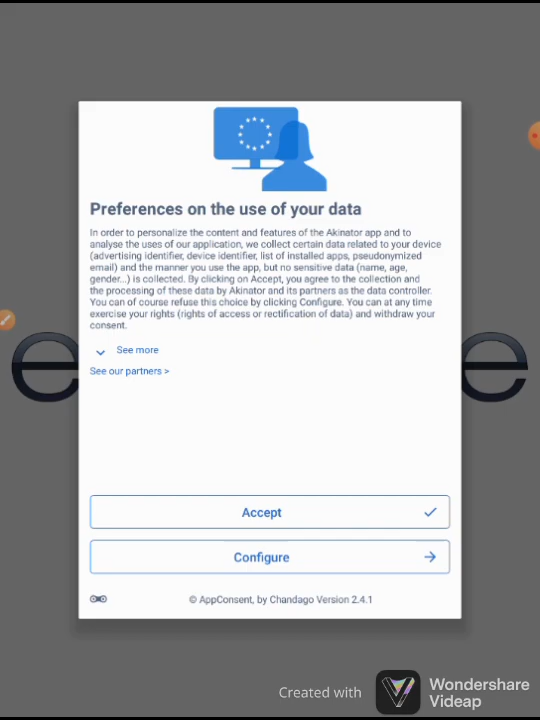 Preferences on the use of your data
In order to personalize the content and features of the Akinator app and to
analyse the uses of our application, we collect certain data related to your device
(advertising identifier, device identifier, list of installed apps, pseudonymized
email) and the manner you use the app, but no sensitive data (name, age,
gender...) is collected. By clicking on Accept, you agree to the collection and
the processing of these data by Akinator and its partners as the data controller.
You can of course refuse this choice by clicking Configure. You can at any time
exercise your rights (rights of access or rectification of data) and withdraw your
consent.
See more
See our partners >
e e
Accept
Configure
© AppConsent, by Chandago Version 2.4.1
Created with
Wondershare
Videap